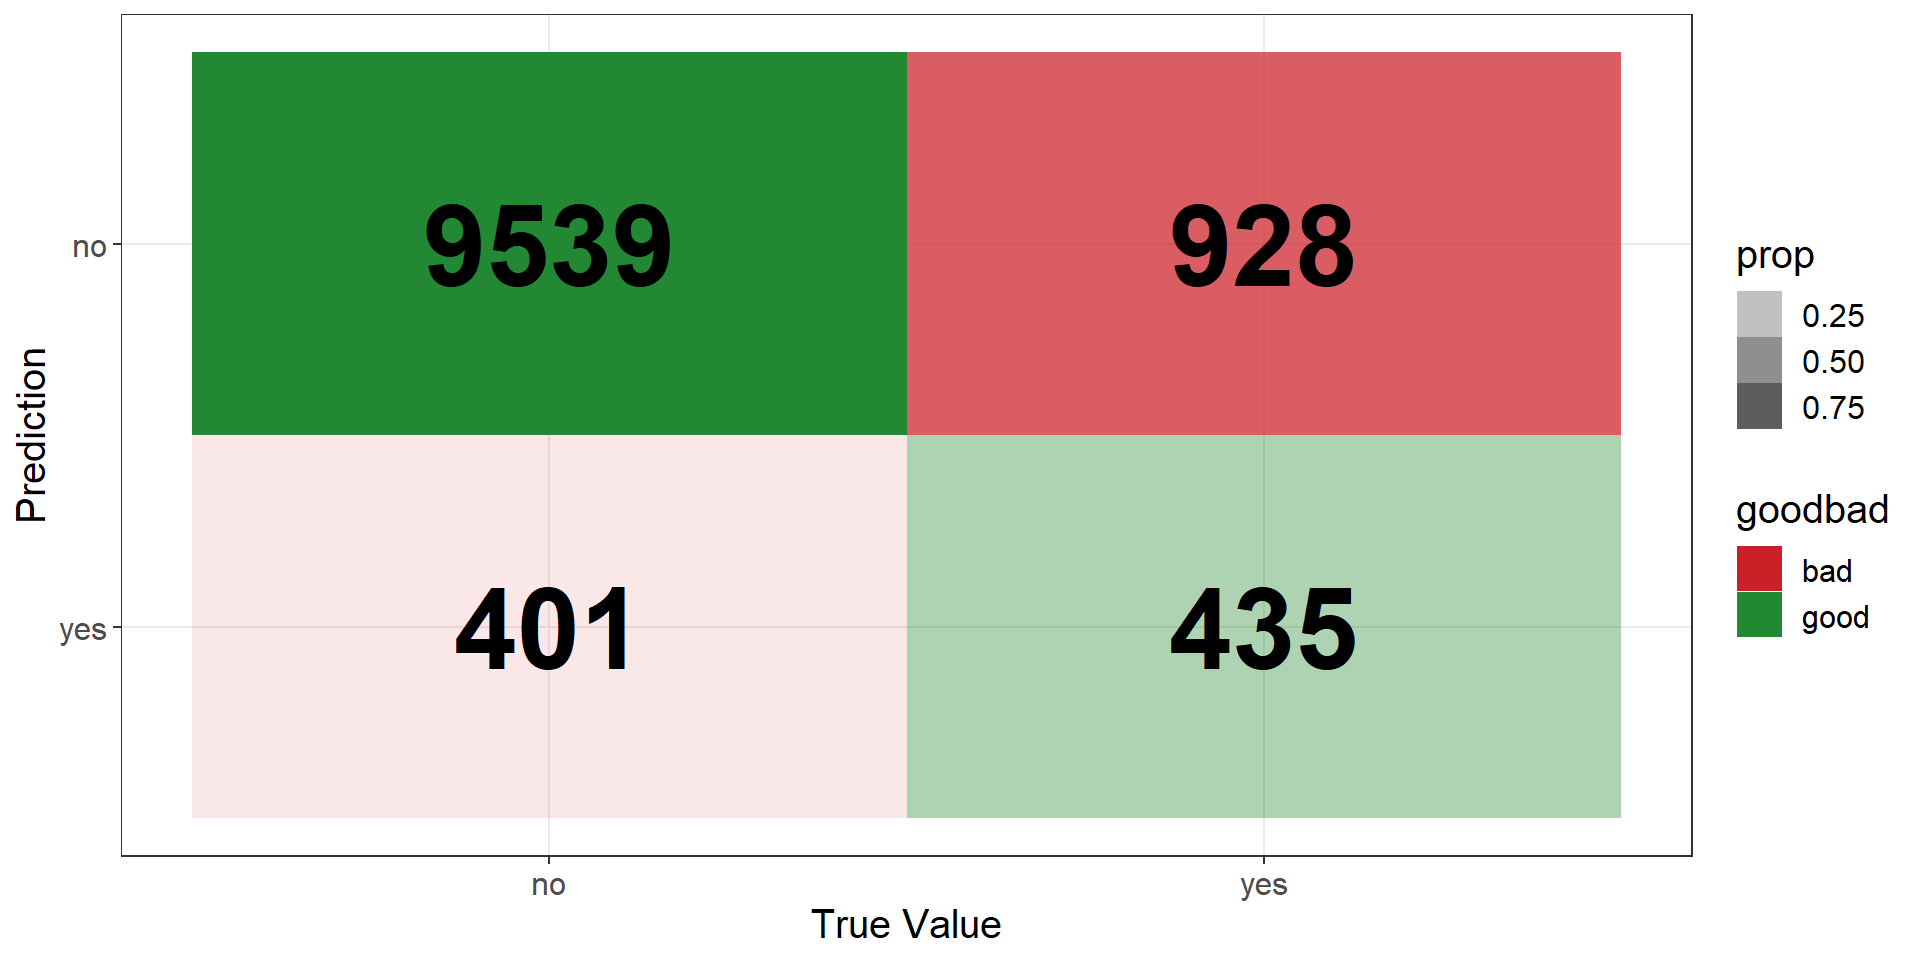 9539
928
no
401
435
yes
no
yes
True Value
Prediction
prop
0.25
0.50
0.75
goodbad
bad
good